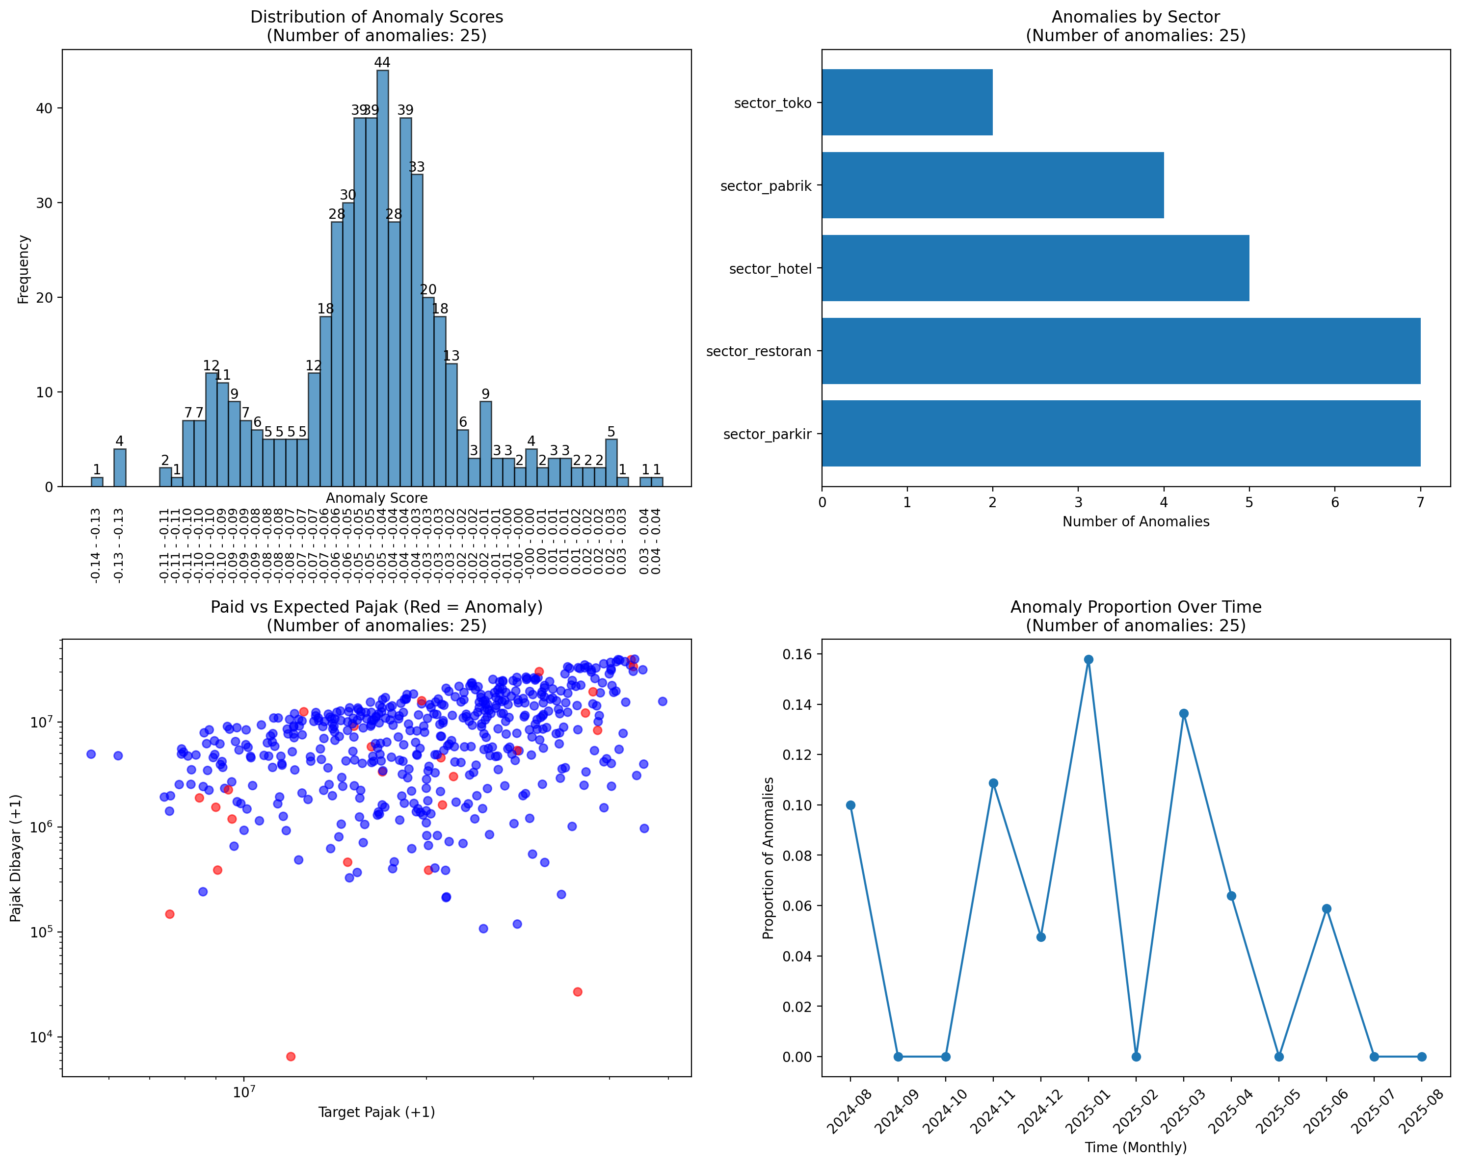 Distribution of Anomaly Scores
(Number of anomalies: 25)
Frequency
40
30
20
10
0
1
4
2
1
7
7
12
11
9
7
6
5
5
5
5
12
18
28
30
39
39
44
28
39
33
20
18
13
6
3
9
3
3
2
4
2
3
3
2
2
2
5
1
1
1
Anomaly Score
-0.14 - -0.13
-0.13 - -0.13
-0.11 - -0.11
-0.11 - -0.11
-0.11 - -0.10
-0.10 - -0.10
-0.10 - -0.10
-0.10 - -0.09
-0.09 - -0.09
-0.09 - -0.09
-0.09 - -0.08
-0.08 - -0.08
-0.08 - -0.08
-0.08 - -0.07
-0.07 - -0.07
-0.07 - -0.07
-0.07 - -0.06
-0.06 - -0.06
-0.06 - -0.05
-0.05 - -0.05
-0.05 - -0.05
-0.05 - -0.04
-0.04 - -0.04
-0.04 - -0.04
-0.04 - -0.03
-0.03 - -0.03
-0.03 - -0.03
-0.03 - -0.02
-0.02 - -0.02
-0.02 - -0.02
-0.02 - -0.01
-0.01 - -0.01
-0.01 - -0.00
-0.00 - -0.00
-0.00 - 0.00
0.00 - 0.01
0.01 - 0.01
0.01 - 0.01
0.01 - 0.02
0.02 - 0.02
0.02 - 0.02
0.02 - 0.03
0.03 - 0.03
0.03 - 0.04
0.04 - 0.04
Anomalies by Sector
(Number of anomalies: 25)
sector_toko
sector_pabrik
sector_hotel
sector_restoran
sector_parkir
0 1 2 3 4 5 6 7
Number of Anomalies
Paid vs Expected Pajak (Red = Anomaly)
(Number of anomalies: 25)
Pajak Dibayar (+1)
10⁷
10⁶
10⁵
10⁴
10⁷
Target Pajak (+1)
Anomaly Proportion Over Time
(Number of anomalies: 25)
Proportion of Anomalies
0.16
0.14
0.12
0.10
0.08
0.06
0.04
0.02
0.00
2024-08
2024-09
2024-10
2024-11
2024-12
2025-01
2025-02
2025-03
2025-04
2025-05
2025-06
2025-07
2025-08
Time (Monthly)